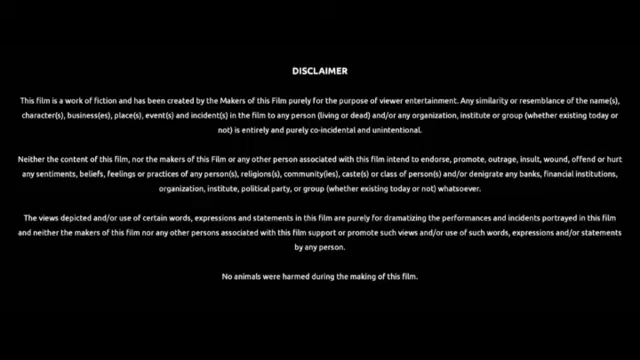 DISCLAIMER
This film is a work of fiction and has been created by the Makers of this Film purely for the purpose of viewer entertainment. Any similarity or resemblance of the name(s),
character(s), business(es), place(s), event(s) and incident(s) in the film to any person (living or dead) and/or any organization, institute or group (whether existing today or
not) is entirely and purely co-incidental and unintentional.
Neither the content of this film, nor the makers of this Film or any other person associated with this film intend to endorse, promote, outrage, insult, wound, offend or hurt
any sentiments, beliefs, feelings or practices of any person(s), religions(s), community(ies), caste(s) or class of person(s) and/or denigrate any banks, financial institutions,
organization, institute, political party, or group (whether existing today or not) whatsoever.
The views depicted and/or use of certain words, expressions and statements in this film are purely for dramatizing the performances and incidents portrayed in this film
and neither the makers of this film nor any other persons associated with this film support or promote such views and/or use of such words, expressions and/or statements
by any person.
No animals were harmed during the making of this film.